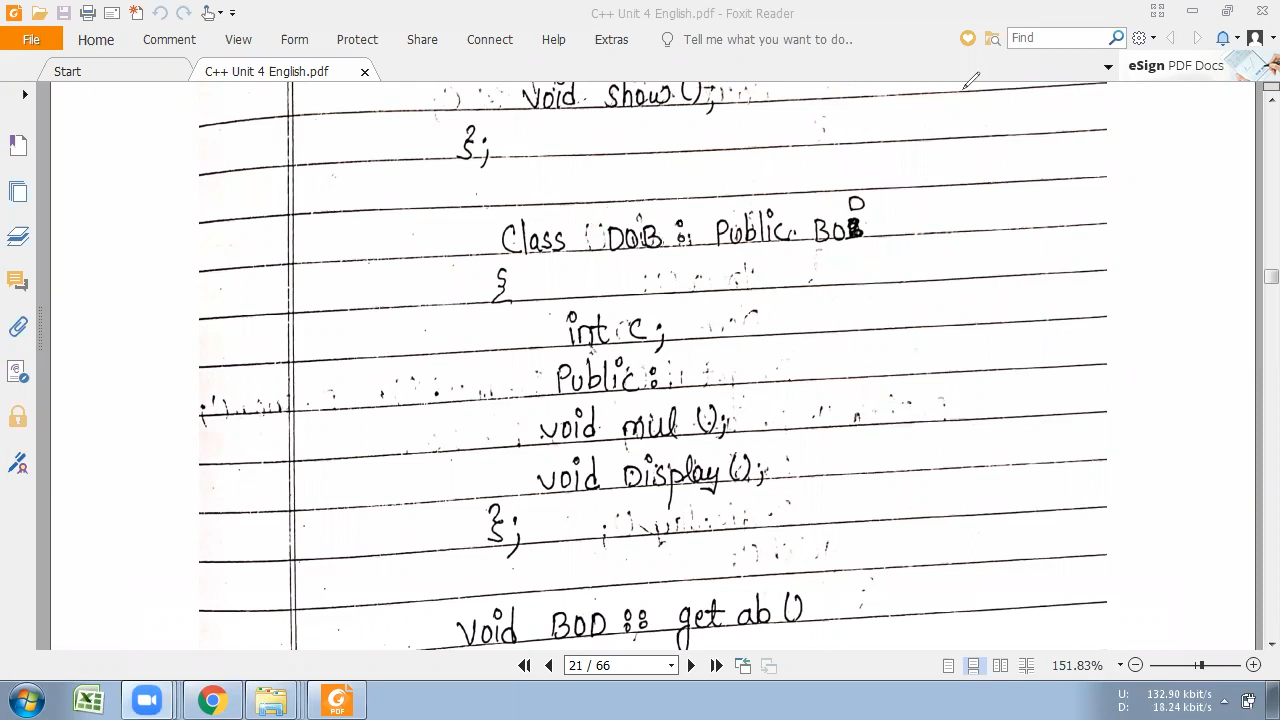 C++ Unit 4 English.pdf - Foxit Reader
File Home Comment View Form Protect Share Connect Help Extras Tell me what you want to do.. Find
Start C++ Unit 4 English.pdf eSign PDF Docs
Void Show ();
};
Class DOB : Public BOD
{
int c;
Public :
void mul ();
void Display ();
};
Void BOD :: get ab ()
21 / 66 151.83%
PDF
U: 132.90 kbit/s
D: 18.24 kbit/s